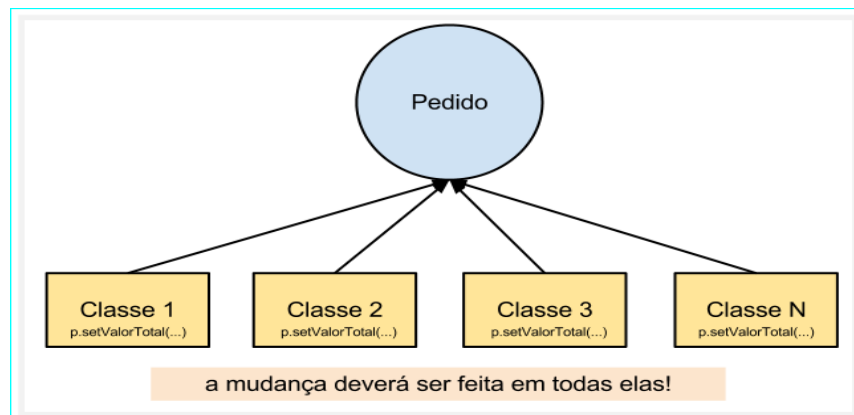 Pedido
Classe 1
p.setValorTotal(...)
Classe 2
p.setValorTotal(...)
Classe 3
p.setValorTotal(...)
Classe N
p.setValorTotal(...)
a mudança deverá ser feita em todas elas!